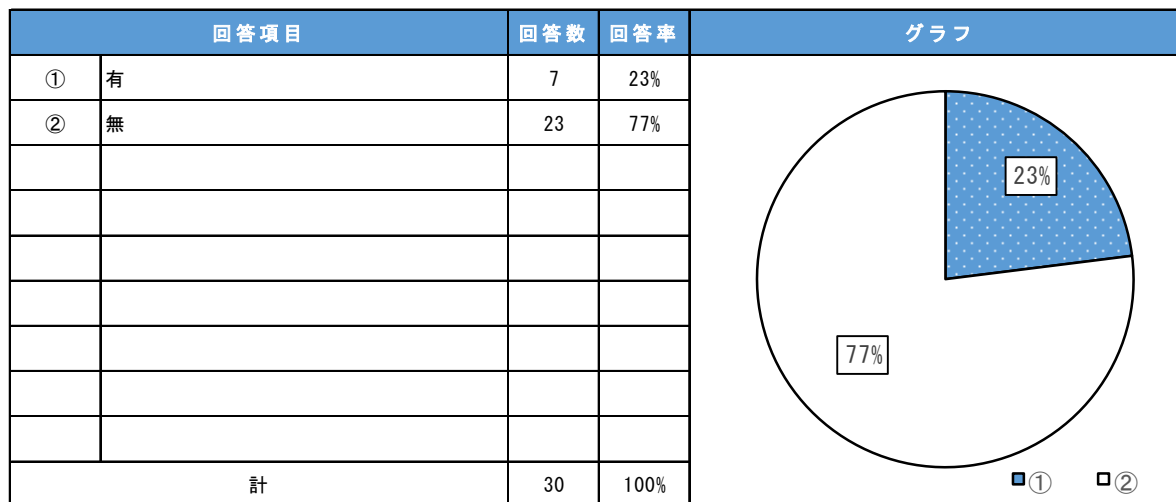 回答項目 回答数 回答率 グラフ
① 有 7 23%
② 無 23 77%
計 30 100%
23%
77%
① ②